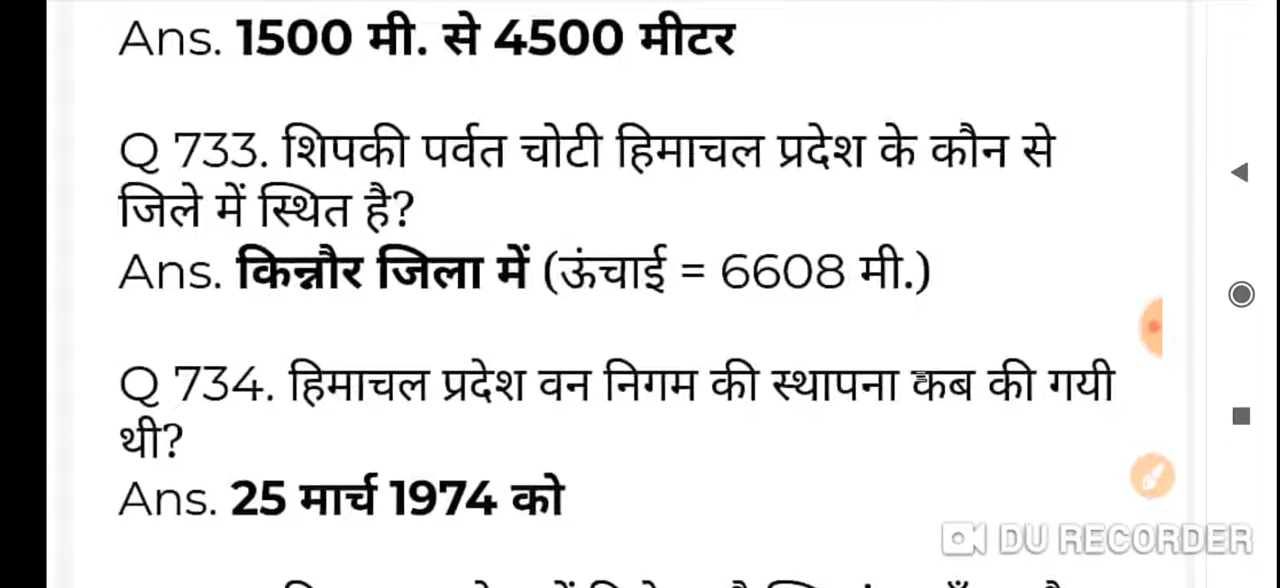 Ans. 1500 मी. से 4500 मीटर
Q 733. शिपकी पर्वत चोटी हिमाचल प्रदेश के कौन से
जिले में स्थित है?
Ans. किन्नौर जिला में (ऊंचाई = 6608 मी.)
Q 734. हिमाचल प्रदेश वन निगम की स्थापना कब की गयी
थी?
Ans. 25 मार्च 1974 को
DU RECORDER